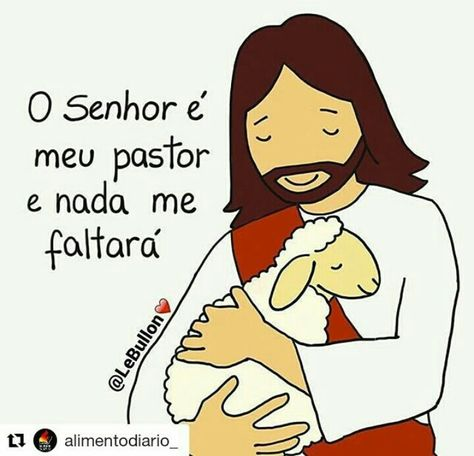 O Senhor é
meu pastor
e nada me
faltará
@LeBullon
alimentodiario_